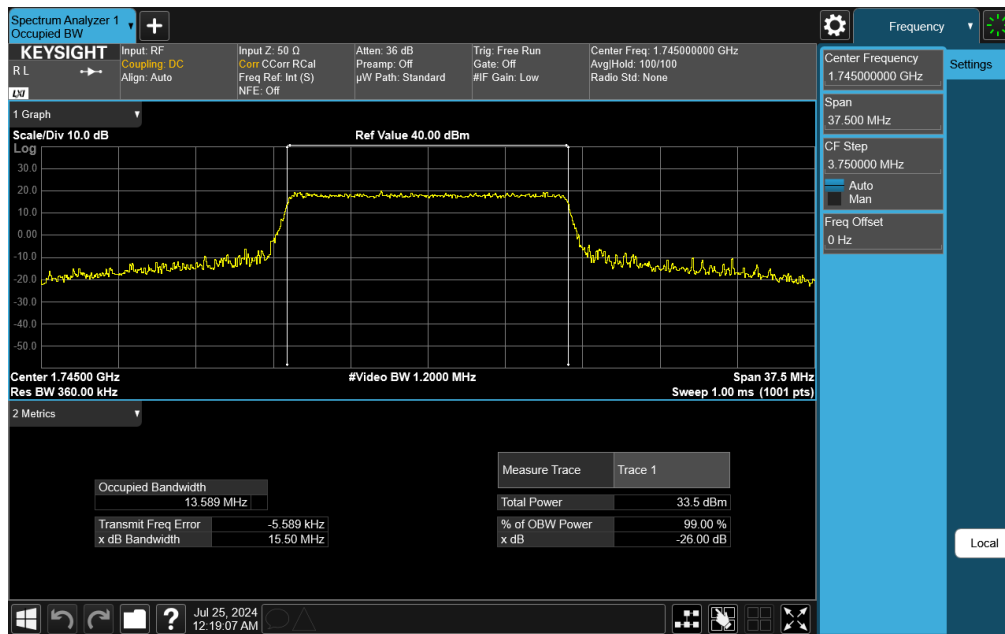 Spectrum Analyzer 1
Occupied BW
Frequency
KEYSIGHT
R L
LXI
Input: RF
Coupling: DC
Align: Auto
Input Z: 50 Ω
Corr CCorr RCal
Freq Ref: Int (S)
NFE: Off
Atten: 36 dB
Preamp: Off
µW Path: Standard
Trig: Free Run
Gate: Off
#IF Gain: Low
Center Freq: 1.745000000 GHz
Avg|Hold: 100/100
Radio Std: None
Center Frequency
1.745000000 GHz
Settings
Span
37.500 MHz
CF Step
3.750000 MHz
Auto
Man
Freq Offset
0 Hz
1 Graph
Scale/Div 10.0 dB
Ref Value 40.00 dBm
Log
30.0
20.0
10.0
0.00
-10.0
-20.0
-30.0
-40.0
-50.0
Center 1.74500 GHz
#Video BW 1.2000 MHz
Span 37.5 MHz
Res BW 360.00 kHz
Sweep 1.00 ms (1001 pts)
2 Metrics
Occupied Bandwidth
13.589 MHz
Transmit Freq Error -5.589 kHz
x dB Bandwidth 15.50 MHz
Measure Trace Trace 1
Total Power 33.5 dBm
% of OBW Power 99.00 %
x dB -26.00 dB
Local
Jul 25, 2024
12:19:07 AM